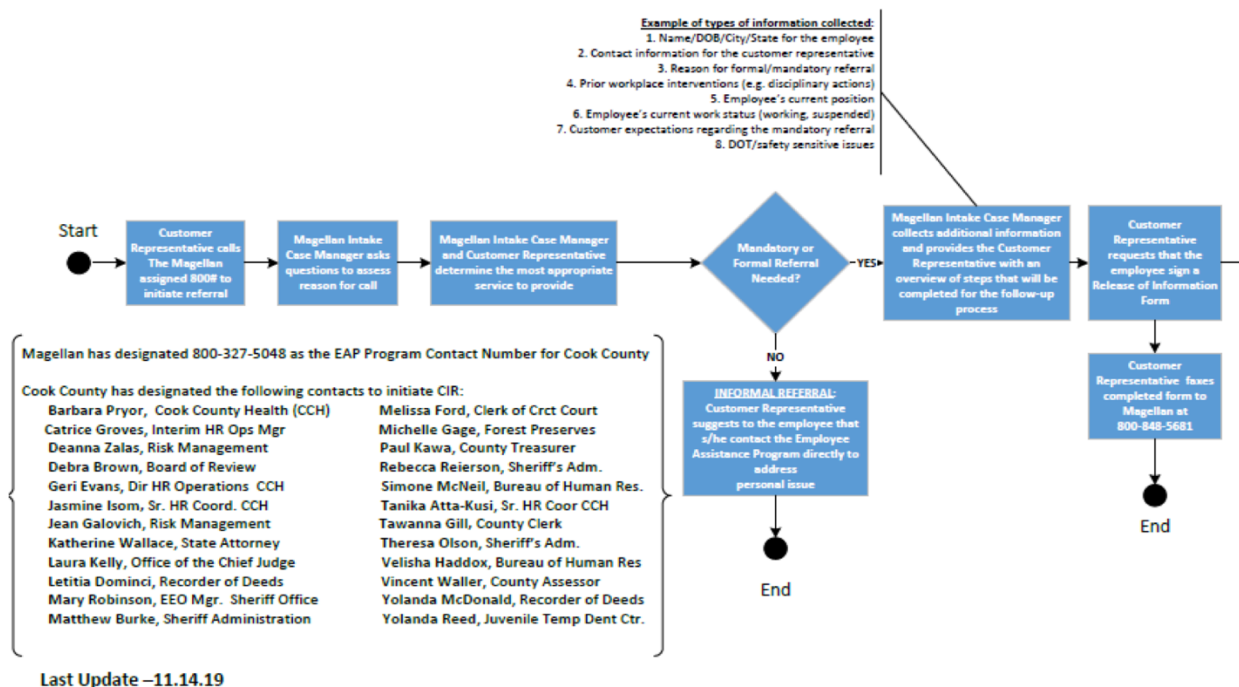 Example of types of information collected:
1. Name/DOB/City/State for the employee
2. Contact information for the customer representative
3. Reason for formal/mandatory referral
4. Prior workplace interventions (e.g. disciplinary actions)
5. Employee's current position
6. Employee's current work status (working, suspended)
7. Customer expectations regarding the mandatory referral
8. DOT/safety sensitive issues
Start
Customer
Representative calls
The Magellan
assigned 800# to
initiate referral
Magellan Intake
Case Manager asks
questions to assess
reason for call
Magellan Intake Case Manager
and Customer Representative
determine the most appropriate
service to provide
Mandatory or
Formal Referral
Needed?
YES
Magellan Intake Case Manager
collects additional information
and provides the Customer
Representative with an
overview of steps that will be
completed for the follow-up
process
Customer
Representative
requests that the
employee sign a
Release of Information
Form
NO
INFORMAL REFERRAL:
Customer Representative
suggests to the employee that
s/he contact the Employee
Assistance Program directly to
address
personal issue
End
Customer
Representative faxes
completed form to
Magellan at
800-848-5681
End
Magellan has designated 800-327-5048 as the EAP Program Contact Number for Cook County
Cook County has designated the following contacts to initiate CIR:
Barbara Pryor, Cook County Health (CCH)
Catrice Groves, Interim HR Ops Mgr
Deanna Zalas, Risk Management
Debra Brown, Board of Review
Geri Evans, Dir HR Operations CCH
Jasmine Isom, Sr. HR Coord. CCH
Jean Galovich, Risk Management
Katherine Wallace, State Attorney
Laura Kelly, Office of the Chief Judge
Letitia Dominci, Recorder of Deeds
Mary Robinson, EEO Mgr. Sheriff Office
Matthew Burke, Sheriff Administration
Melissa Ford, Clerk of Crct Court
Michelle Gage, Forest Preserves
Paul Kawa, County Treasurer
Rebecca Reierson, Sheriff's Adm.
Simone McNeil, Bureau of Human Res.
Tanika Atta-Kusi, Sr. HR Coor CCH
Tawanna Gill, County Clerk
Theresa Olson, Sheriff's Adm.
Velisha Haddox, Bureau of Human Res
Vincent Waller, County Assessor
Yolanda McDonald, Recorder of Deeds
Yolanda Reed, Juvenile Temp Dent Ctr.
Last Update –11.14.19